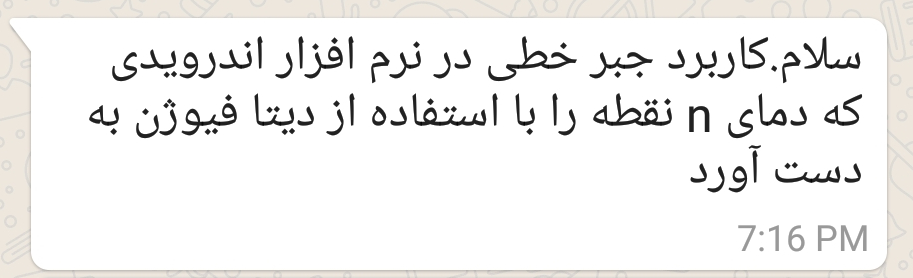 سلام.کاربرد جبر خطی در نرم افزار اندرویدی
که دمای n نقطه را با استفاده از دیتا فیوژن به
دست آورد
7:16 PM